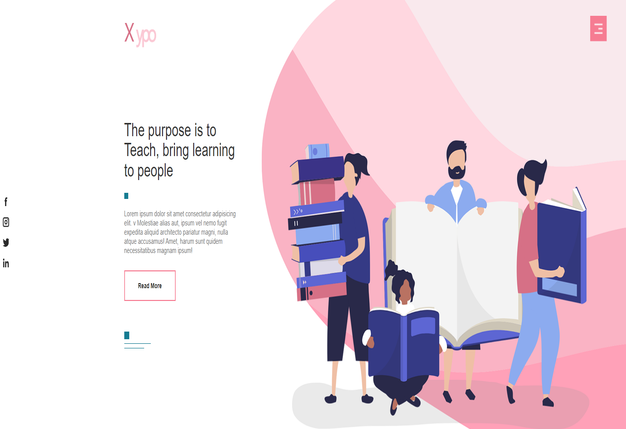 X ypo
The purpose is to
Teach, bring learning
to people
Lorem ipsum dolor sit amet consectetur adipisicing
elit. v Molestiae alias aut, ipsum vel nemo fugit
expedita aliquid architecto pariatur magni, nulla
atque accusamus! Amet, harum sunt quidem
necessitatibus magnam ipsum!
Read More